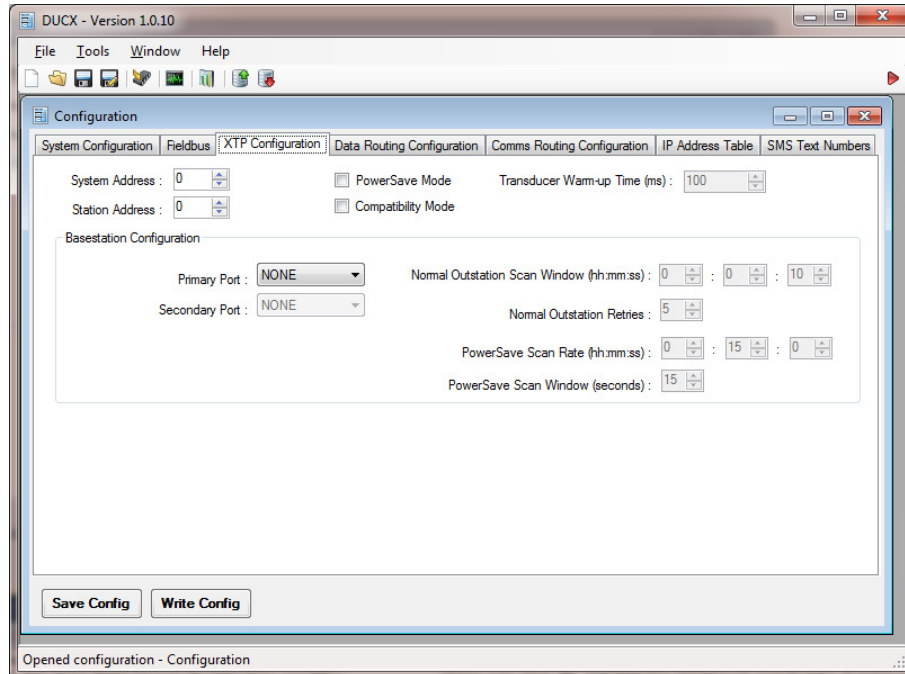 DUCX - Version 1.0.10
File Tools Window Help
Configuration
System Configuration Fieldbus XTP Configuration Data Routing Configuration Comms Routing Configuration IP Address Table SMS Text Numbers
System Address : 0 PowerSave Mode Transducer Warm-up Time (ms) : 100
Station Address : 0 Compatibility Mode
Basestation Configuration
Primary Port : NONE Normal Outstation Scan Window (hh:mm:ss) : 0 : 0 : 10
Secondary Port : NONE Normal Outstation Retries : 5
PowerSave Scan Rate (hh:mm:ss) : 0 : 15 : 0
PowerSave Scan Window (seconds) : 15
Save Config Write Config
Opened configuration - Configuration